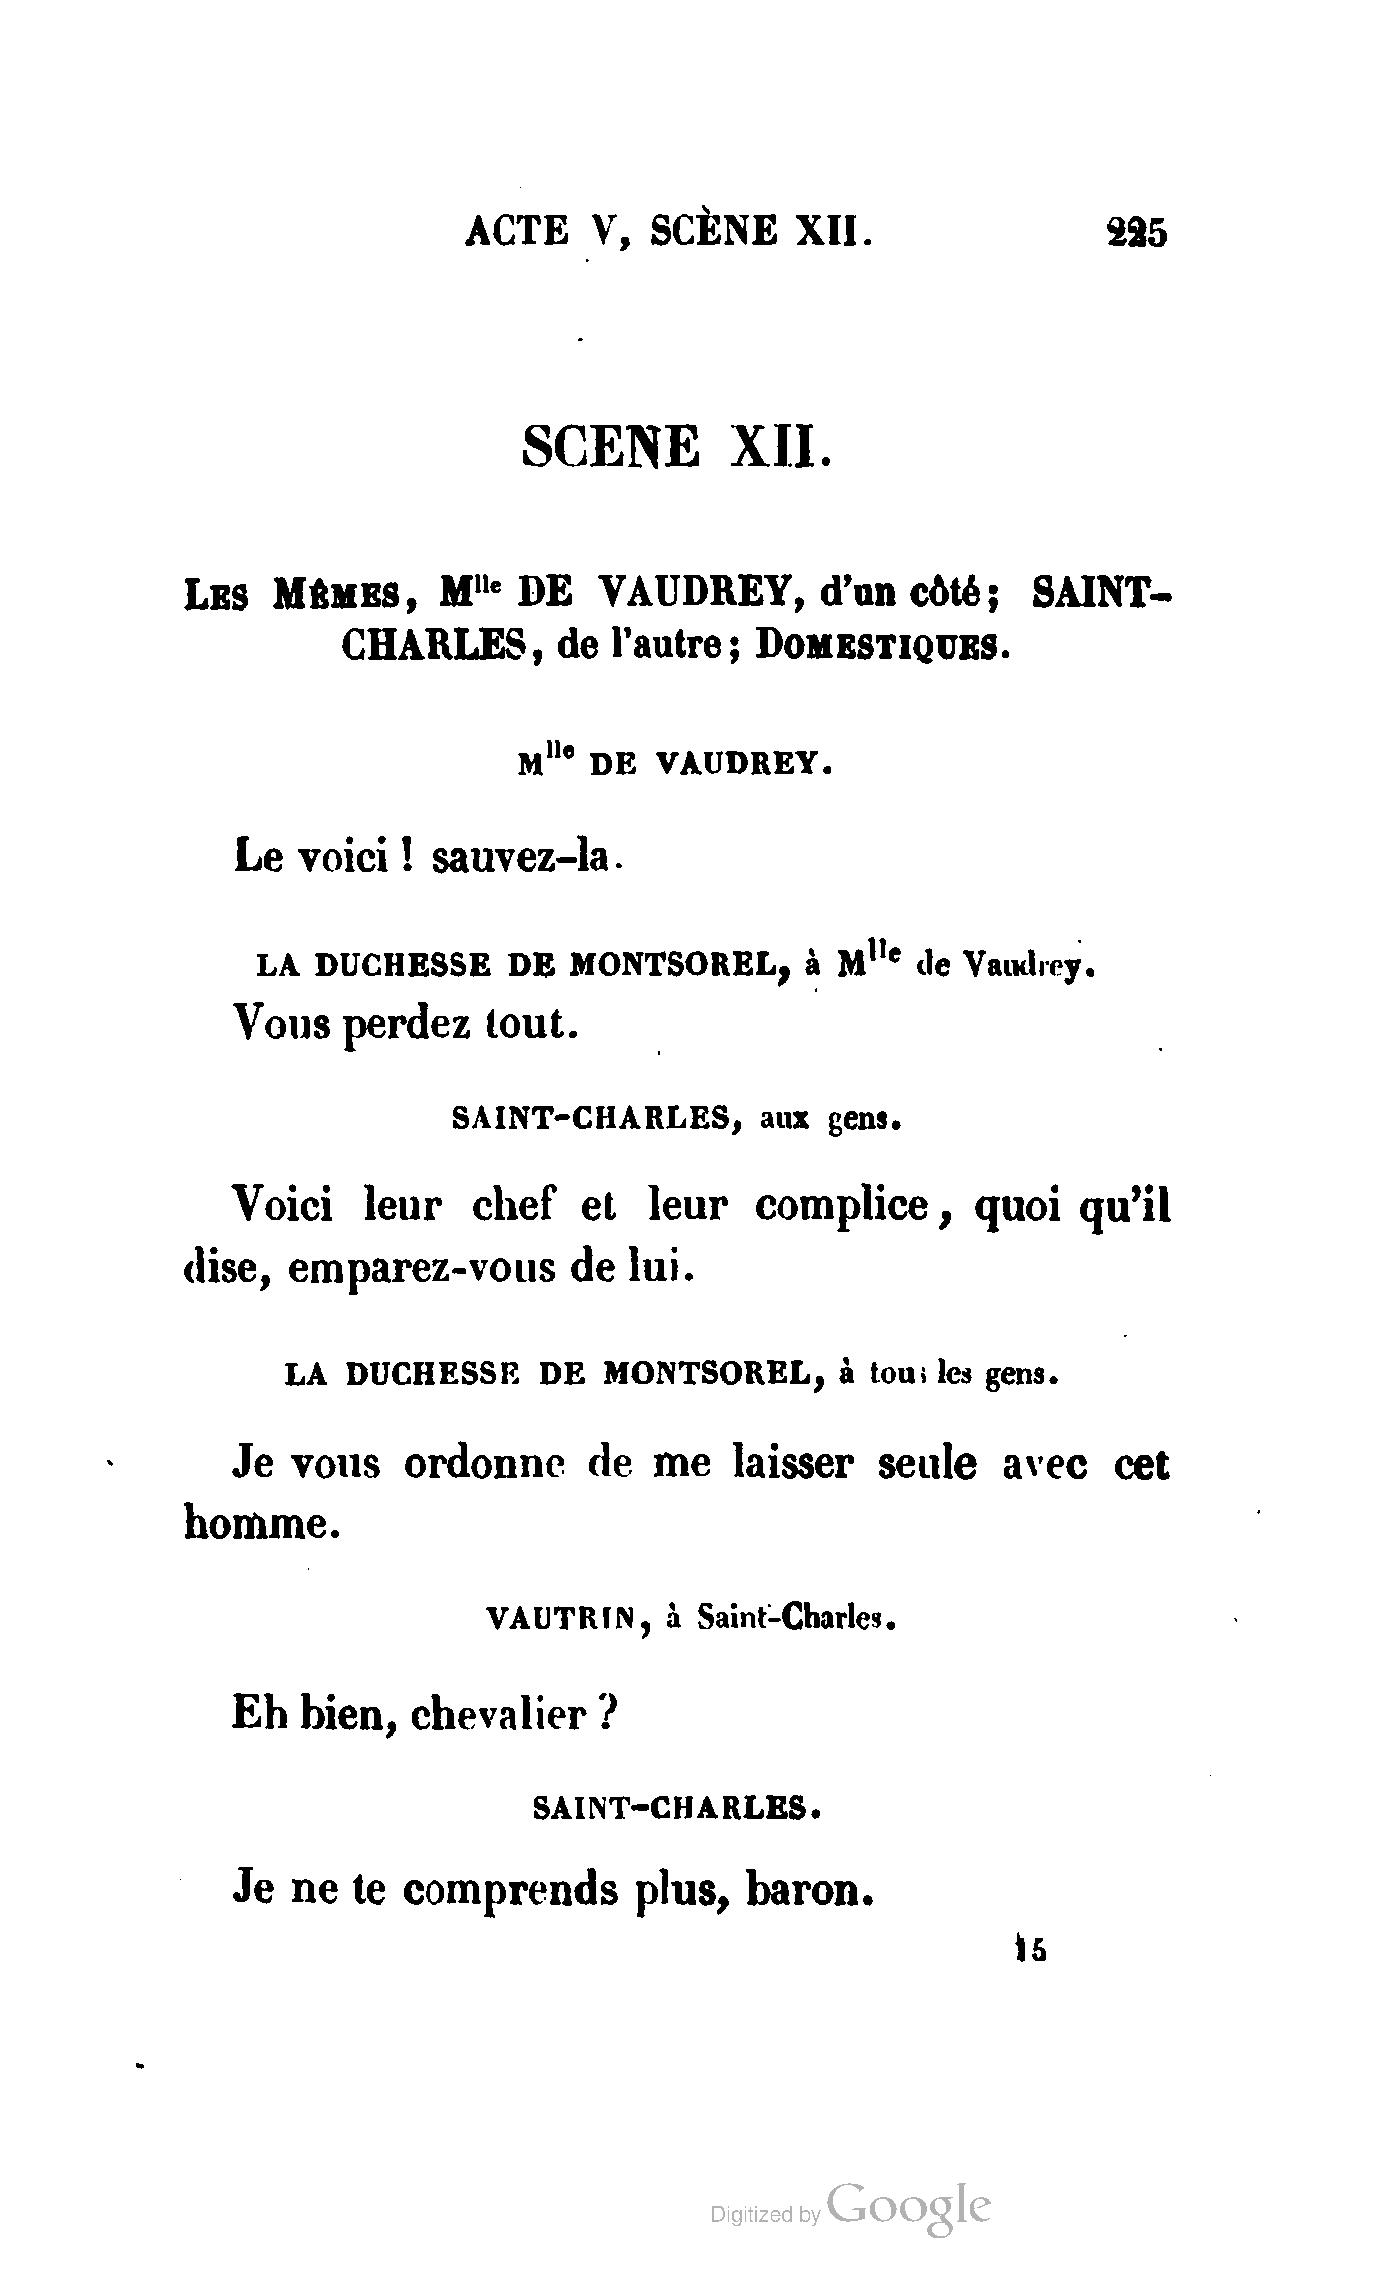 ACTE V, SCÈNE XII. 225
SCENE XII.
LES MÊMES, Mlle DE VAUDREY, d'un côté; SAINT-
CHARLES, de l'autre; DOMESTIQUES.
Mlle DE VAUDREY.
Le voici ! sauvez-la.
LA DUCHESSE DE MONTSOREL, à Mlle de Vaudrey.
Vous perdez tout.
SAINT-CHARLES, aux gens.
Voici leur chef et leur complice, quoi qu'il
dise, emparez-vous de lui.
LA DUCHESSE DE MONTSOREL, à tous les gens.
Je vous ordonne de me laisser seule avec cet
homme.
VAUTRIN, à Saint-Charles.
Eh bien, chevalier ?
SAINT-CHARLES.
Je ne te comprends plus, baron.
15
Digitized by Google